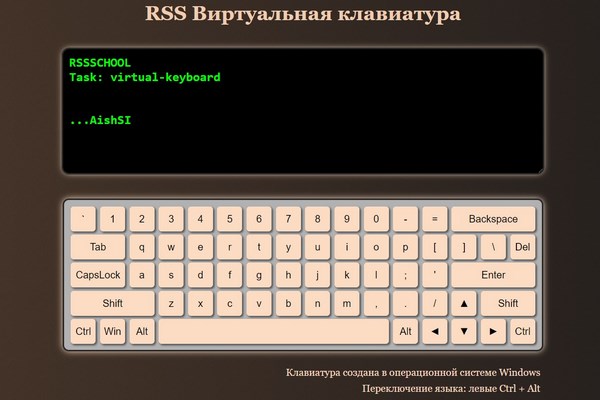 RSS Виртуальная клавиатура
RSSSCHOOL
Task: virtual-keyboard
...AishSI
` 1 2 3 4 5 6 7 8 9 0 - = Backspace
Tab q w e r t y u i o p [ ] \ Del
CapsLock a s d f g h j k l ; ' Enter
Shift z x c v b n m , . / ▲ Shift
Ctrl Win Alt Alt ◄ ▼ ► Ctrl
Клавиатура создана в операционной системе Windows
Переключение языка: левые Ctrl + Alt